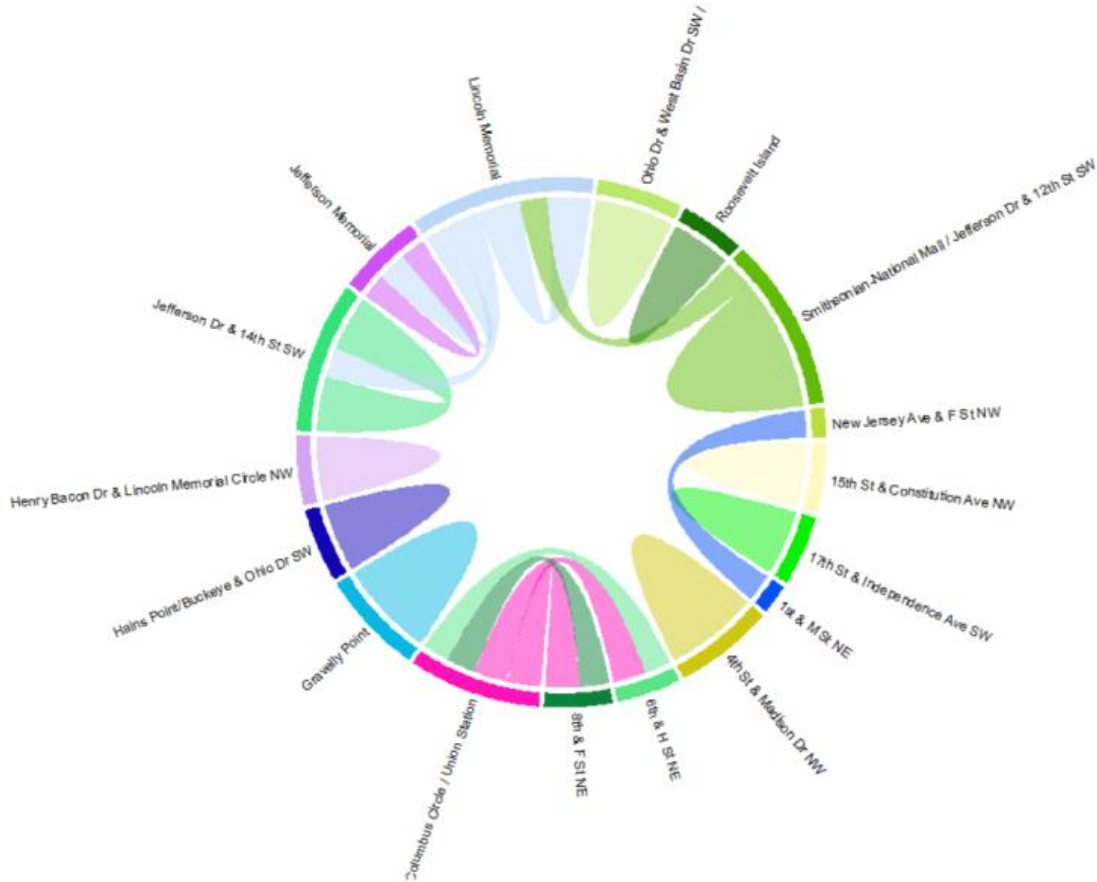 Lincoln Memorial
Ohio Dr & West Basin Dr SW /
Roosevelt Island
Smithsonian-National Mall / Jefferson Dr & 12th St SW
New Jersey Ave & F St NW
15th St & Constitution Ave NW
17th St & Independence Ave SW
1st & M St NE
4th St & Madison Dr NW
6th & H St NE
8th & F St NE
olumbus Circle / Union Station
Gravelly Point
Hains Point/Buckeye & Ohio Dr SW
Henry Bacon Dr & Lincoln Memorial Circle NW
Jefferson Dr & 14th St SW
Jefferson Memorial